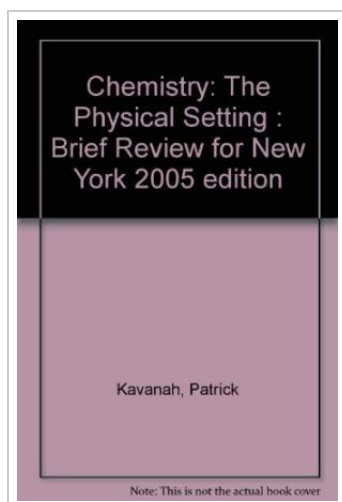 Chemistry: The
Physical Setting :
Brief Review for New
York 2005 edition
Kavanah, Patrick
Note: This is not the actual book cover